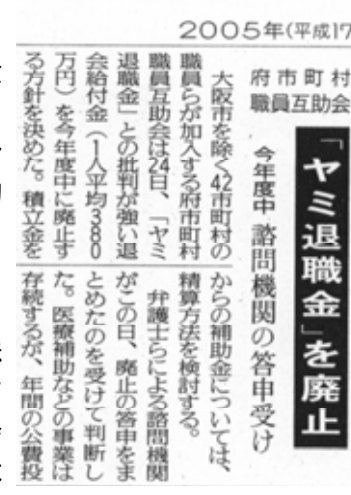 2005年(平成17
府市町村
職員互助会
「ヤミ退職金」を廃止
今年度中 諮問機関の答申受け
大阪市を除く42市町村の
職員らが加入する府市町村
職員互助会は24日、「ヤミ
退職金」との批判が強い退
会給付金(1人平均380
万円)を今年度中に廃止す
る方針を決めた。積立金を
からの補助金については、
精算方法を検討する。
弁護士らによる諮問機関
がこの日、廃止の答申をま
とめたのを受けて判断し
た。医療補助などの事業は
存続するが、年間の公費投